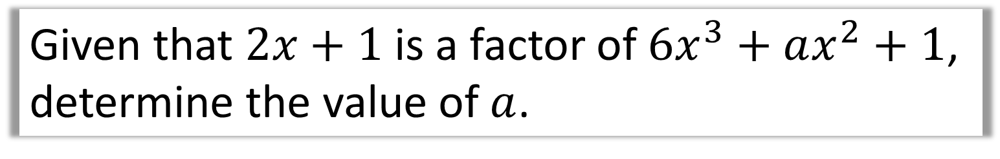 Given that 2𝑥 + 1 is a factor of 6𝑥³ + 𝑎𝑥² + 1,
determine the value of 𝑎.